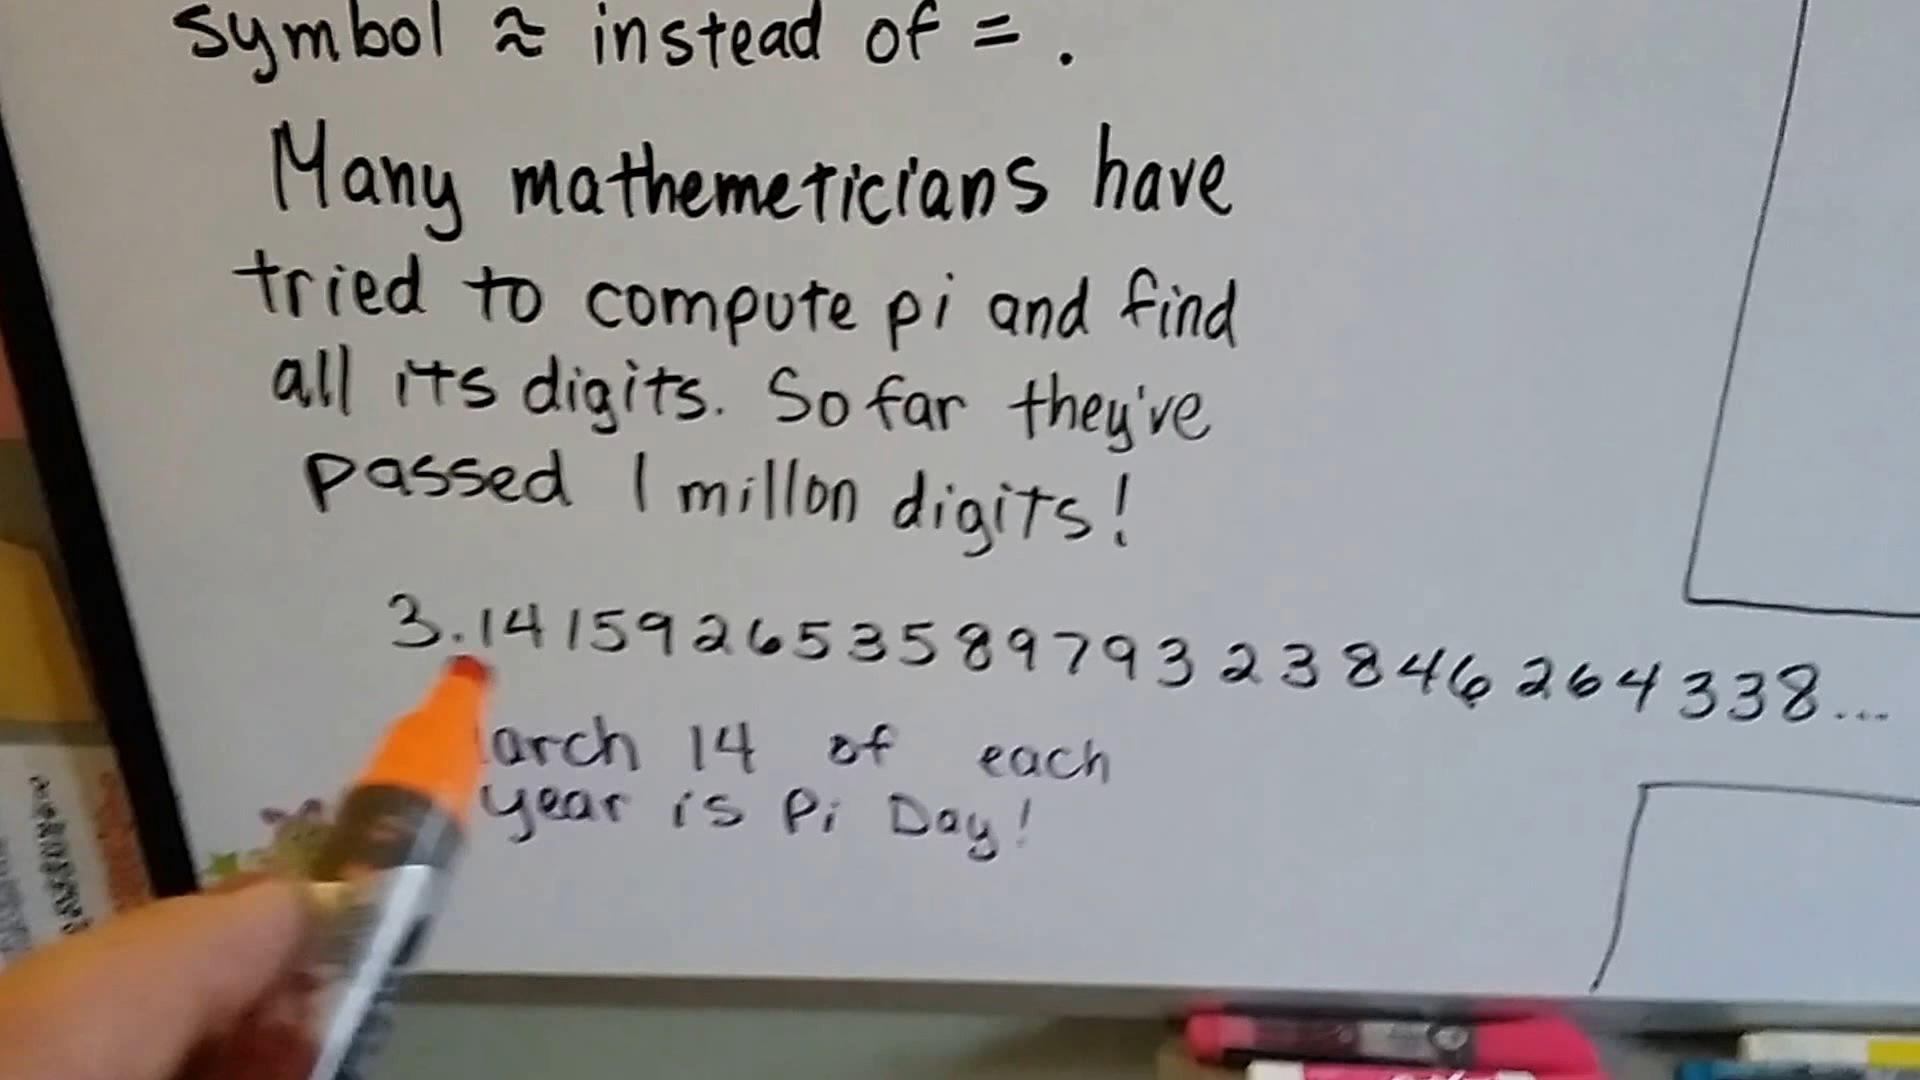 symbol ≈ instead of = .
Many mathemeticians have
tried to compute pi and find
all its digits. So far they've
passed 1 millon digits!
3.14159265358979323846264338...
arch 14 of each
year is Pi Day!